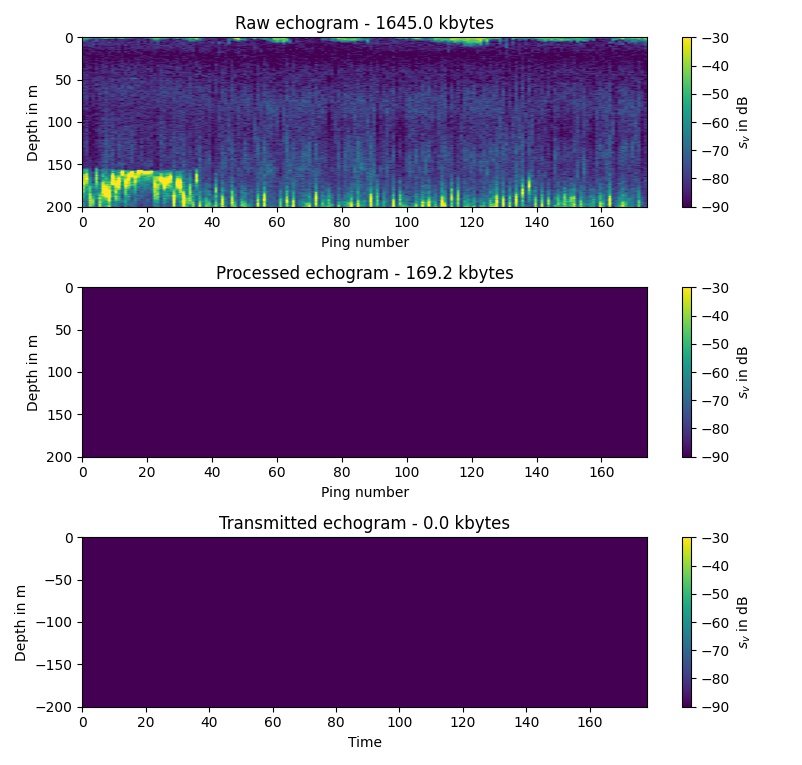 Raw echogram - 1645.0 kbytes
0
50
100
150
200
Depth in m
0 20 40 60 80 100 120 140 160
Ping number
−30
−40
−50
−60
−70
−80
−90
sv in dB
Processed echogram - 169.2 kbytes
0
50
100
150
200
Depth in m
0 20 40 60 80 100 120 140 160
Ping number
−30
−40
−50
−60
−70
−80
−90
sv in dB
Transmitted echogram - 0.0 kbytes
0
−50
−100
−150
−200
Depth in m
0 20 40 60 80 100 120 140 160
Time
−30
−40
−50
−60
−70
−80
−90
sv in dB